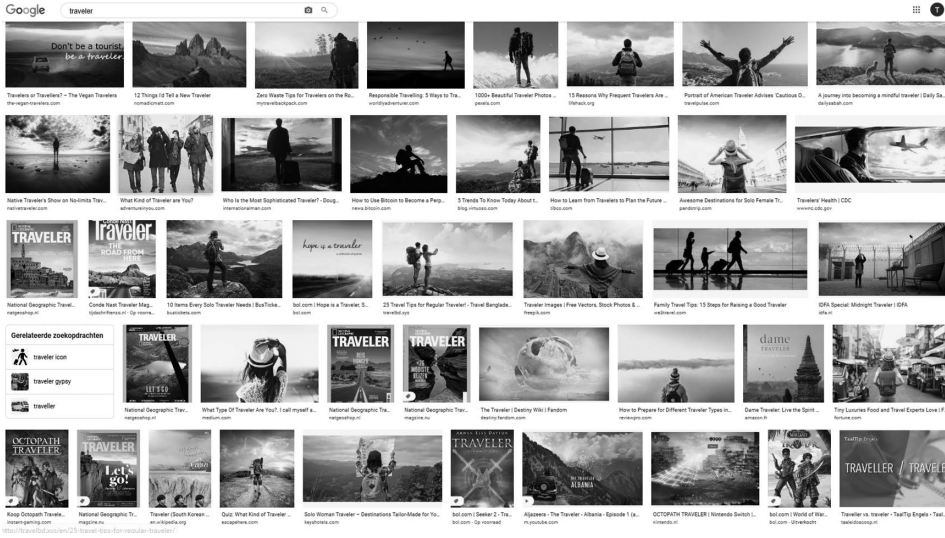 Google
traveler
T
Don't be a tourist,
be a traveler.
Travelers or Travellers? – The Vegan Travelers
the-vegan-travelers.com
12 Things I'd Tell a New Traveler
nomadicmatt.com
Zero Waste Tips for Travelers on the Ro...
mytravelbackpack.com
Responsible Travelling: 5 Ways to Tra...
worldlyadventurer.com
1000+ Beautiful Traveler Photos ...
pexels.com
15 Reasons Why Frequent Travelers Are ...
lifehack.org
Portrait of American Traveler Advises 'Cautious O...
travelpulse.com
A journey into becoming a mindful traveler | Daily Sa...
dailysabah.com
Native Traveler's Show on No-limits Trav...
nativetraveler.com
What Kind of Traveler are You?
adventureinyou.com
Who Is the Most Sophisticated Traveler? - Doug...
internationalman.com
How to Use Bitcoin to Become a Perp...
news.bitcoin.com
5 Trends To Know Today about t...
blog.virtuoso.com
How to Learn from Travelers to Plan the Future ...
ribco.com
Awesome Destinations for Solo Female Tr...
pandotrip.com
Travelers' Health | CDC
wwwnc.cdc.gov
TRAVELER
Traveler
THE
ROAD FROM
HERE
hope is a traveler
National Geographic Travel...
natgeoshop.nl
Conde Nast Traveler Mag...
tijdschriftenzo.nl - Op voorra...
10 Items Every Solo Traveler Needs | BusTicke...
bustickets.com
bol.com | Hope is a Traveler, S...
bol.com
25 Travel Tips for Regular Traveler! - Travel Banglade...
travelbd.xyz
Traveler Images | Free Vectors, Stock Photos & ...
freepik.com
Family Travel Tips: 15 Steps for Raising a Good Traveler
we3travel.com
IDFA Special: Midnight Traveler | IDFA
idfa.nl
Gerelateerde zoekopdrachten
traveler icon
traveler gypsy
traveller
TRAVELER
LET'S GO
TRAVELER
TRAVELER
dame
TRAVELER
National Geographic Trav...
natgeoshop.nl
What Type Of Traveler Are You?. I call myself a...
medium.com
National Geographic Tra...
natgeoshop.nl
National Geographic Trav...
magazine.nu
The Traveler | Destiny Wiki | Fandom
destiny.fandom.com
How to Prepare for Different Traveler Types in...
reviewpro.com
Dame Traveler: Live the Spirit ...
amazon.fr
Tiny Luxuries Food and Travel Experts Love | F...
fortune.com
OCTOPATH
TRAVELER
TRAVELER
Let's
go!
TRAVELER
THE TRAVELER
ALBANIA
TaalTip Engels
TRAVELLER / TRAVELE
Koop Octopath Traveler ...
instant-gaming.com
National Geographic Tr...
magzine.nu
Traveler (South Korean ...
en.wikipedia.org
Quiz: What Kind of Traveler ...
escapehere.com
Solo Woman Traveler – Destinations Tailor-Made for Yo...
keyshotels.com
bol.com | Seeker 2 - Tra...
bol.com - Op voorraad
Aljazeera - The Traveler - Albania - Episode 1 (a...
m.youtube.com
OCTOPATH TRAVELER | Nintendo Switch |...
nintendo.nl
bol.com | World of War...
bol.com - Uitverkocht
Traveller vs. traveler - TaalTip Engels - Taal...
taaleidoscoop.nl
http://travelbd.xyz/en/25-travel-tips-for-regular-traveler/